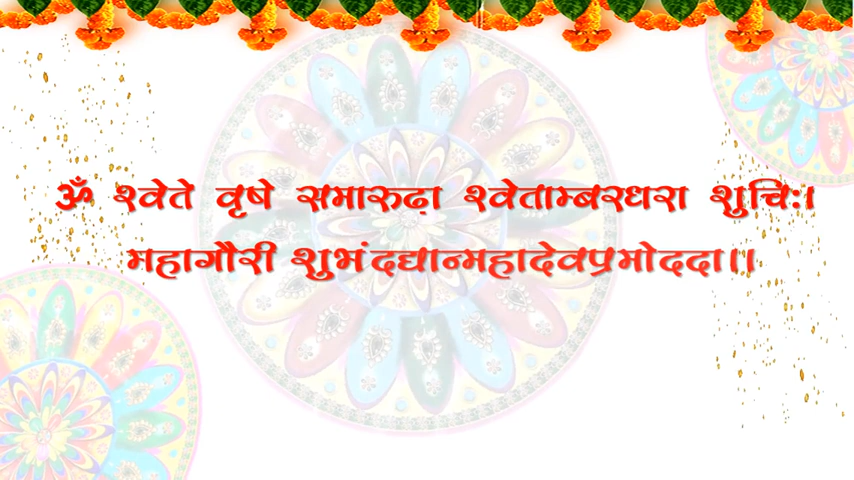 ॐ श्वेते वृषे समारुढ़ा श्वेताम्बरधरा शुचिः।
महागौरी शुभंदद्यान्महादेवप्रमोददा।।